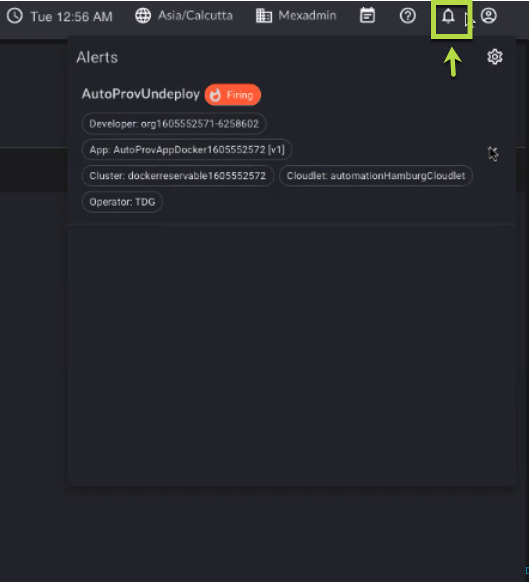 Tue 12:56 AM Asia/Calcutta Mexadmin
Alerts
AutoProvUndeploy Firing
Developer: org1605552571-6258602
App: AutoProvAppDocker1605552572 [v1]
Cluster: dockerreservable1605552572 Cloudlet: automationHamburgCloudlet
Operator: TDG